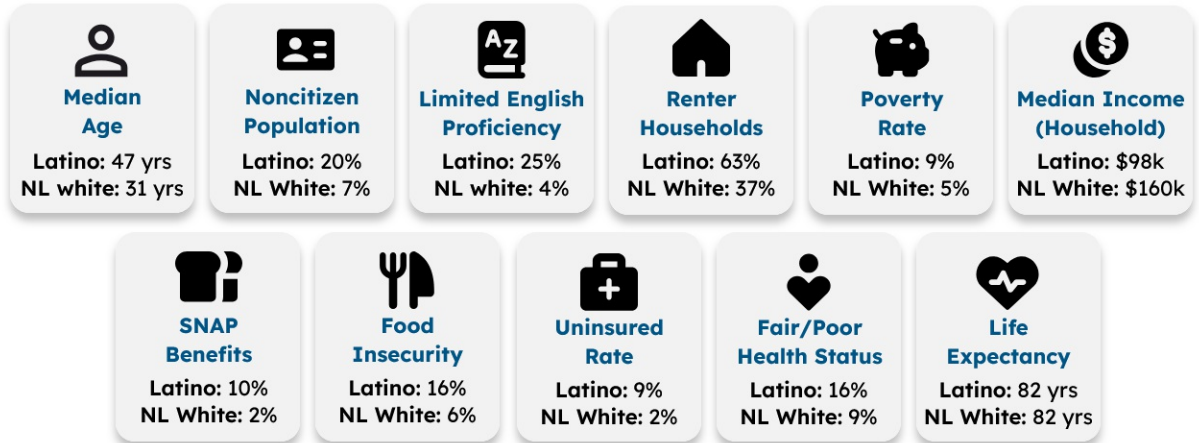 Median
Age
Latino: 47 yrs
NL white: 31 yrs
Noncitizen
Population
Latino: 20%
NL White: 7%
A
Z
Limited English
Proficiency
Latino: 25%
NL white: 4%
Renter
Households
Latino: 63%
NL White: 37%
Poverty
Rate
Latino: 9%
NL White: 5%
$
Median Income
(Household)
Latino: $98k
NL White: $160k
SNAP
Benefits
Latino: 10%
NL White: 2%
Food
Insecurity
Latino: 16%
NL White: 6%
Uninsured
Rate
Latino: 9%
NL White: 2%
Fair/Poor
Health Status
Latino: 16%
NL White: 9%
Life
Expectancy
Latino: 82 yrs
NL White: 82 yrs